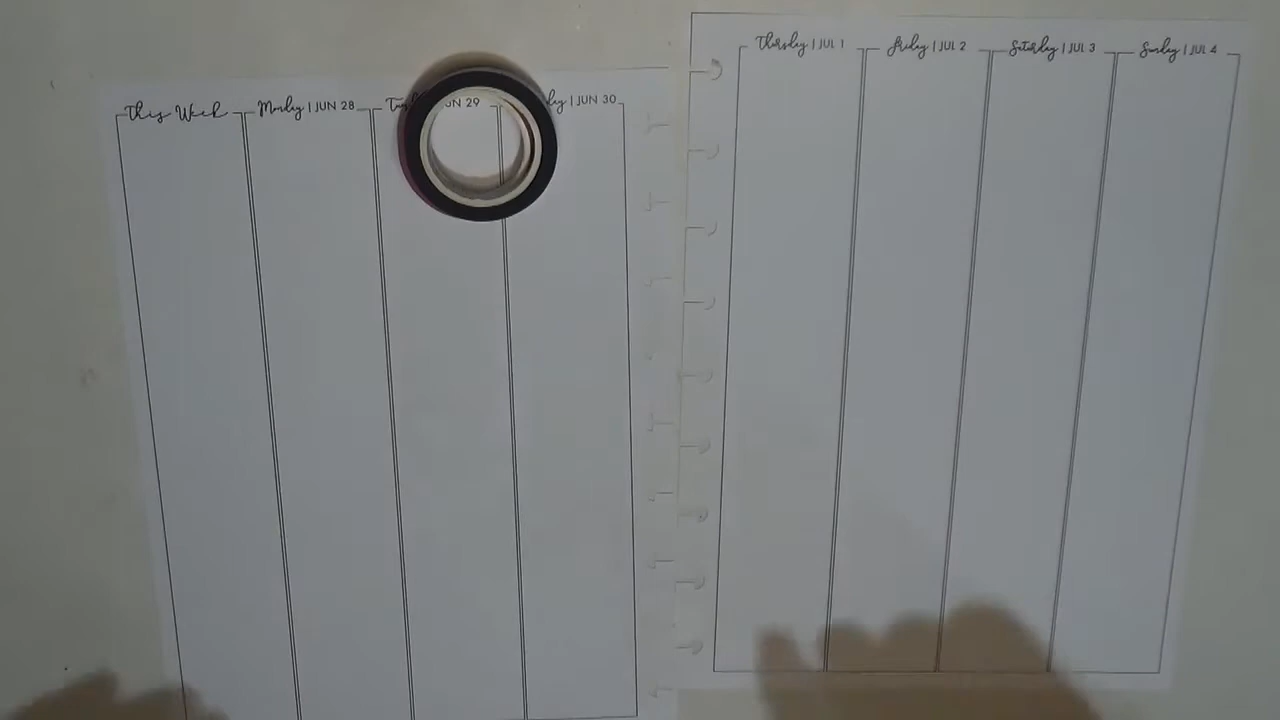 This Week Monday | JUN 28 JUN 29 | JUN 30
Thursday | JUL 1 Friday | JUL 2 Saturday | JUL 3 Sunday | JUL 4